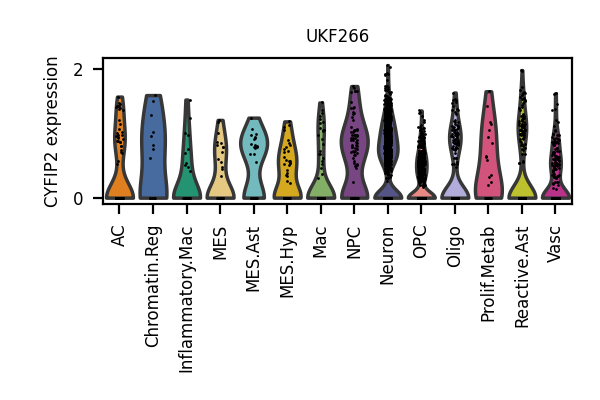 UKF266
CYFIP2 expression
2
0
AC
Chromatin.Reg
Inflammatory.Mac
MES
MES.Ast
MES.Hyp
Mac
NPC
Neuron
OPC
Oligo
Prolif.Metab
Reactive.Ast
Vasc